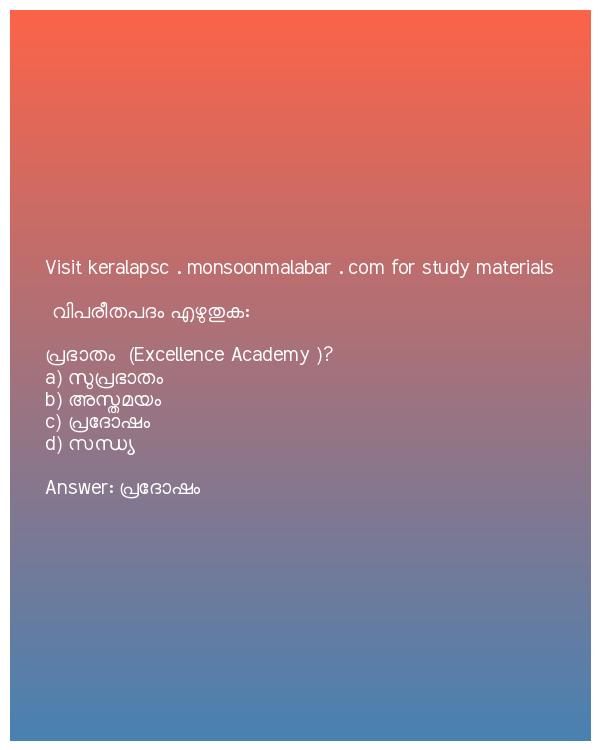 Visit keralapsc . monsoonmalabar . com for study materials
വിപരീതപദം എഴുതുക:
പ്രഭാതം (Excellence Academy )?
a) സുപ്രഭാതം
b) അസ്തമയം
c) പ്രദോഷം
d) സന്ധ്യ
Answer: പ്രദോഷം